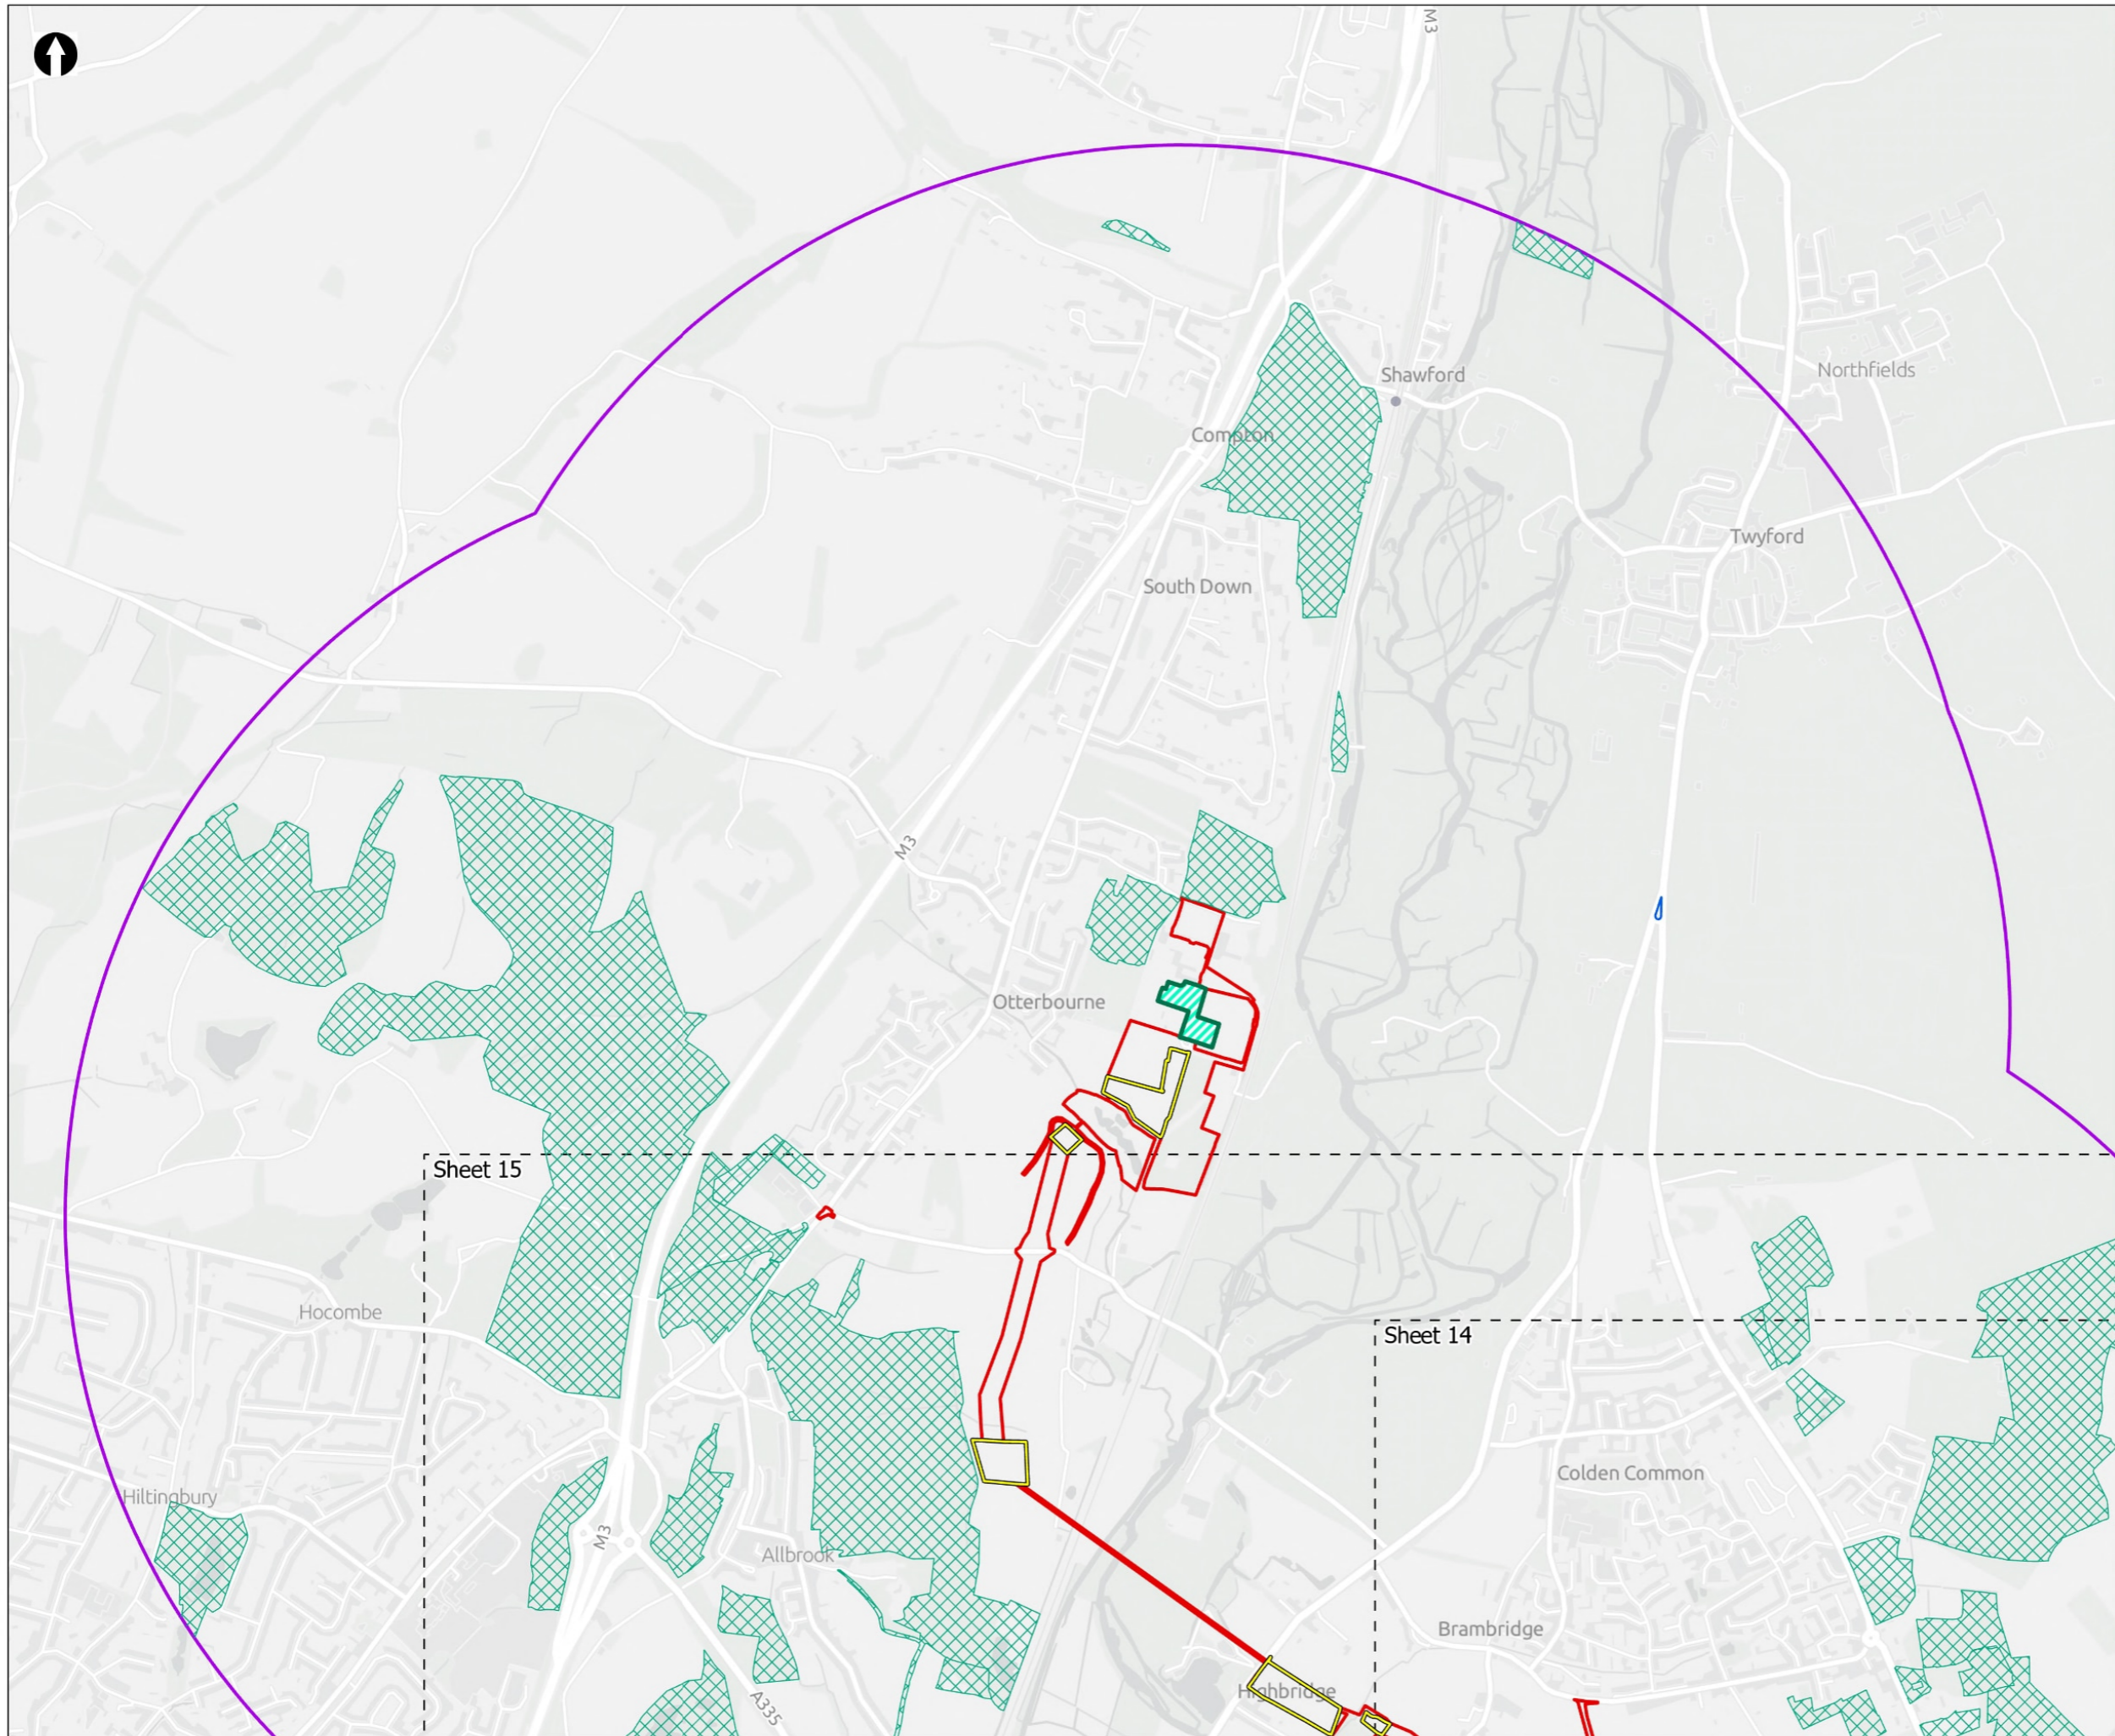 M3
Shawford
Northfields
Compton
Twyford
South Down
M3
Otterbourne
Sheet 15
Hocombe
Sheet 14
Colden Common
Hiltingbury
M3
Allbrook
Brambridge
Highbridge
A335